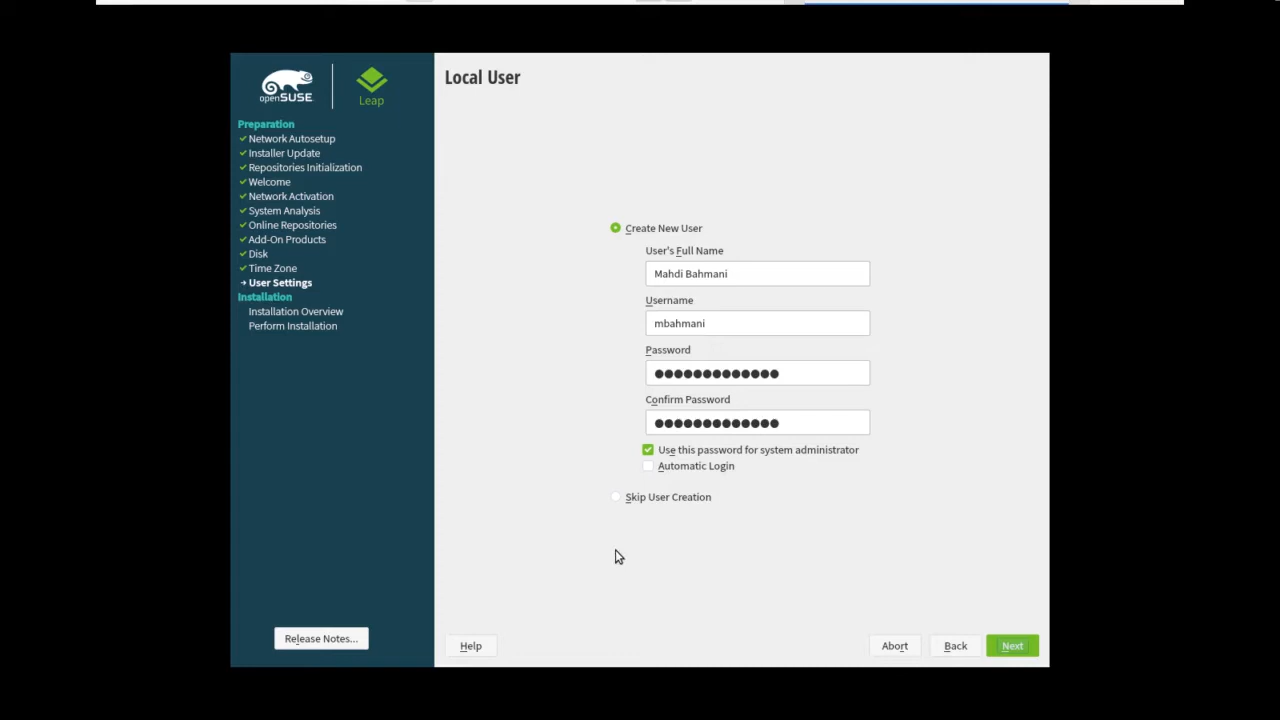 openSUSE
Leap
Preparation
Network Autosetup
Installer Update
Repositories Initialization
Welcome
Network Activation
System Analysis
Online Repositories
Add-On Products
Disk
Time Zone
User Settings
Installation
Installation Overview
Perform Installation
Release Notes...
Local User
Create New User
User's Full Name
Mahdi Bahmani
Username
mbahmani
Password
●●●●●●●●●●●●●
Confirm Password
●●●●●●●●●●●●●
Use this password for system administrator
Automatic Login
Skip User Creation
Help
Abort
Back
Next